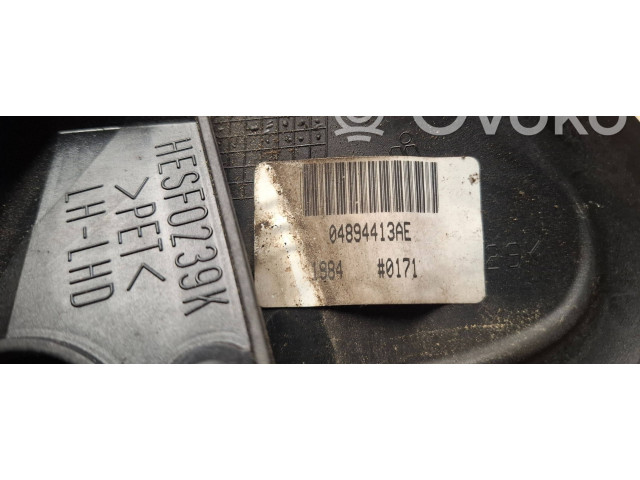 HESF0239K
>PET<
LH-LHD
04894413AE
1984 #0171
Ovoko